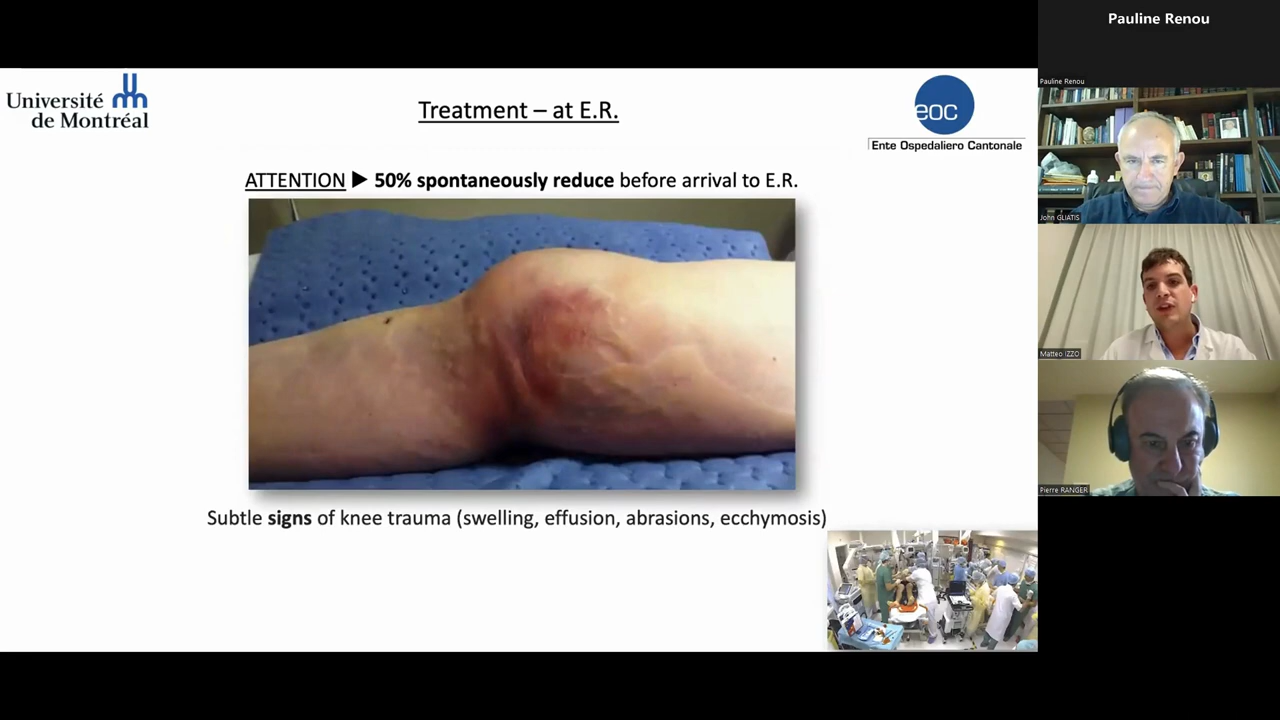 Pauline Renou
Pauline Renou
Université
de Montréal
Treatment – at E.R.
eoc
Ente Ospedaliero Cantonale
ATTENTION ▶ 50% spontaneously reduce before arrival to E.R.
Subtle signs of knee trauma (swelling, effusion, abrasions, ecchymosis)
John GLIATIS
Matteo IZZO
Pierre RANGER